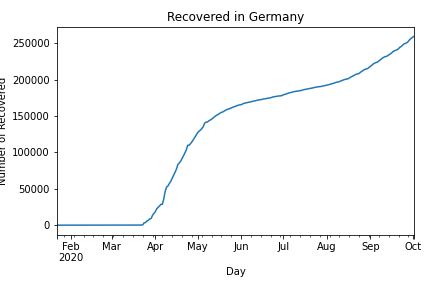 Recovered in Germany
250000
200000
150000
100000
50000
0
Number of Recovered
Feb Mar Apr May Jun Jul Aug Sep Oct
2020
Day